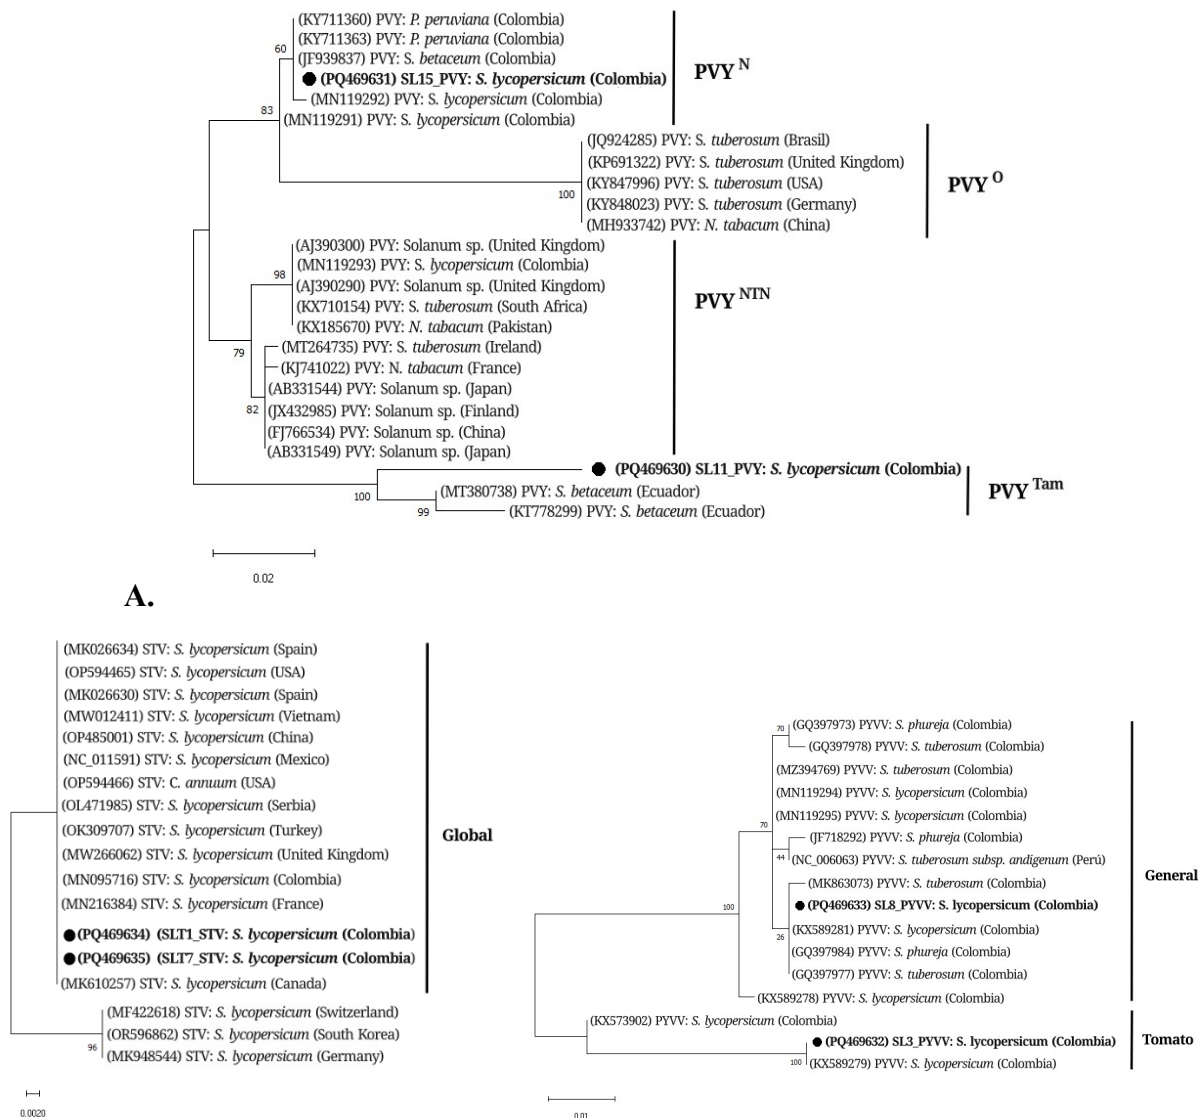 (KY711360) PVY: P. peruviana (Colombia)
(KY711363) PVY: P. peruviana (Colombia)
60
(JF939837) PVY: S. betaceum (Colombia)
PVY N
(PQ469631) SL15_PVY: S. lycopersicum (Colombia)
(MN119292) PVY: S. lycopersicum (Colombia)
83
(MN119291) PVY: S. lycopersicum (Colombia)
(JQ924285) PVY: S. tuberosum (Brasil)
(KP691322) PVY: S. tuberosum (United Kingdom)
(KY847996) PVY: S. tuberosum (USA)
PVY O
100
(KY848023) PVY: S. tuberosum (Germany)
(MH933742) PVY: N. tabacum (China)
(AJ390300) PVY: Solanum sp. (United Kingdom)
(MN119293) PVY: S. lycopersicum (Colombia)
98
(AJ390290) PVY: Solanum sp. (United Kingdom)
PVY NTN
(KX710154) PVY: S. tuberosum (South Africa)
(KX185670) PVY: N. tabacum (Pakistan)
79
(MT264735) PVY: S. tuberosum (Ireland)
(KJ741022) PVY: N. tabacum (France)
(AB331544) PVY: Solanum sp. (Japan)
82
(JX432985) PVY: Solanum sp. (Finland)
(FJ766534) PVY: Solanum sp. (China)
(AB331549) PVY: Solanum sp. (Japan)
(PQ469630) SL11_PVY: S. lycopersicum (Colombia)
PVY Tam
100
(MT380738) PVY: S. betaceum (Ecuador)
99
(KT778299) PVY: S. betaceum (Ecuador)
0.02
A.
(MK026634) STV: S. lycopersicum (Spain)
(OP594465) STV: S. lycopersicum (USA)
(MK026630) STV: S. lycopersicum (Spain)
(MW012411) STV: S. lycopersicum (Vietnam)
(OP485001) STV: S. lycopersicum (China)
(NC_011591) STV: S. lycopersicum (Mexico)
(OP594466) STV: C. annuum (USA)
(OL471985) STV: S. lycopersicum (Serbia)
(OK309707) STV: S. lycopersicum (Turkey)
Global
(MW266062) STV: S. lycopersicum (United Kingdom)
(MN095716) STV: S. lycopersicum (Colombia)
(MN216384) STV: S. lycopersicum (France)
(PQ469634) (SLT1_STV: S. lycopersicum (Colombia)
(PQ469635) (SLT7_STV: S. lycopersicum (Colombia)
(MK610257) STV: S. lycopersicum (Canada)
(MF422618) STV: S. lycopersicum (Switzerland)
(OR596862) STV: S. lycopersicum (South Korea)
96
(MK948544) STV: S. lycopersicum (Germany)
0.0020
70
(GQ397973) PYVV: S. phureja (Colombia)
(GQ397978) PYVV: S. tuberosum (Colombia)
(MZ394769) PYVV: S. tuberosum (Colombia)
(MN119294) PYVV: S. lycopersicum (Colombia)
(MN119295) PYVV: S. lycopersicum (Colombia)
70
(JF718292) PYVV: S. phureja (Colombia)
44
(NC_006063) PYVV: S. tuberosum subsp. andigenum (Perú)
General
(MK863073) PYVV: S. tuberosum (Colombia)
100
(PQ469633) SL8_PYVV: S. lycopersicum (Colombia)
(KX589281) PYVV: S. lycopersicum (Colombia)
26
(GQ397984) PYVV: S. phureja (Colombia)
(GQ397977) PYVV: S. tuberosum (Colombia)
(KX589278) PYVV: S. lycopersicum (Colombia)
(KX573902) PYVV: S. lycopersicum (Colombia)
Tomato
(PQ469632) SL3_PYVV: S. lycopersicum (Colombia)
100
(KX589279) PYVV: S. lycopersicum (Colombia)
0.01